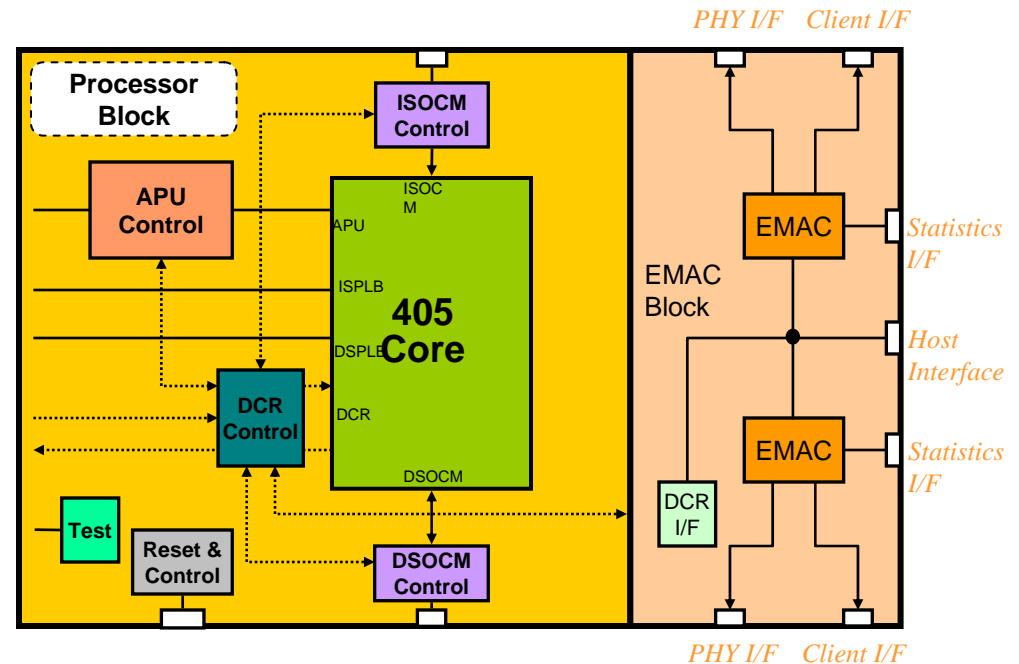 PHY I/F Client I/F
Processor
Block
ISOCM
Control
APU
Control
ISOC
M
APU
ISPLB
405
Core
DSPLB
DCR
Control
DCR
DSOCM
Test
Reset &
Control
DSOCM
Control
EMAC
Statistics
I/F
EMAC
Block
Host
Interface
EMAC
Statistics
I/F
DCR
I/F
PHY I/F Client I/F